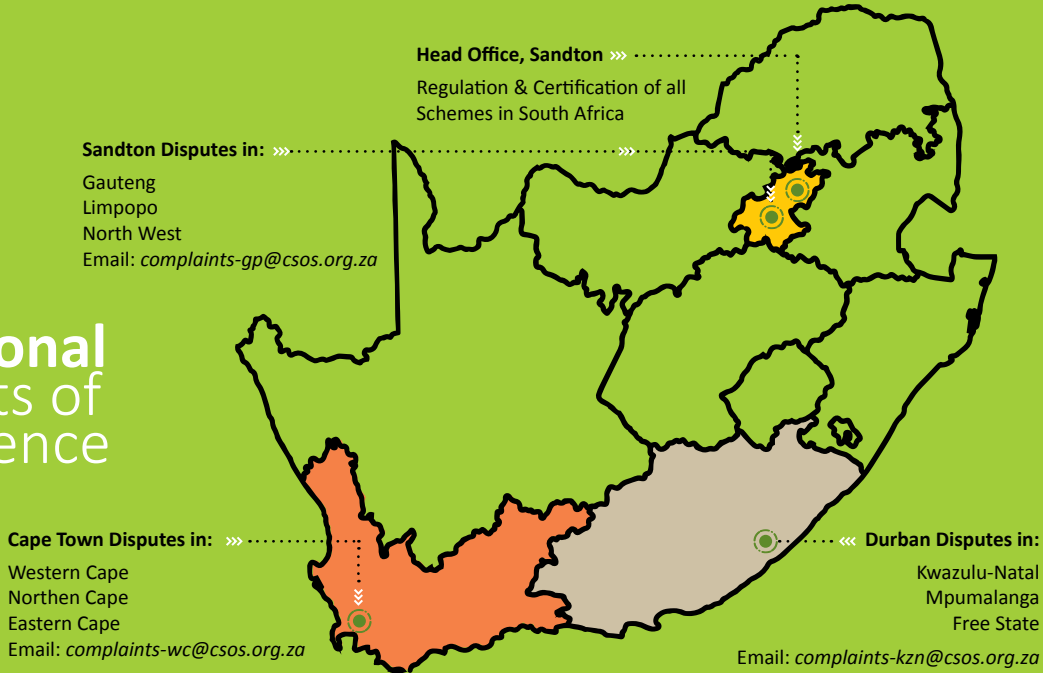 Head Office, Sandton
Regulation & Certification of all
Schemes in South Africa
Sandton Disputes in:
Gauteng
Limpopo
North West
Email: complaints-gp@csos.org.za
onal
ts of
ence
Cape Town Disputes in:
Western Cape
Northen Cape
Eastern Cape
Email: complaints-wc@csos.org.za
Durban Disputes in:
Kwazulu-Natal
Mpumalanga
Free State
Email: complaints-kzn@csos.org.za